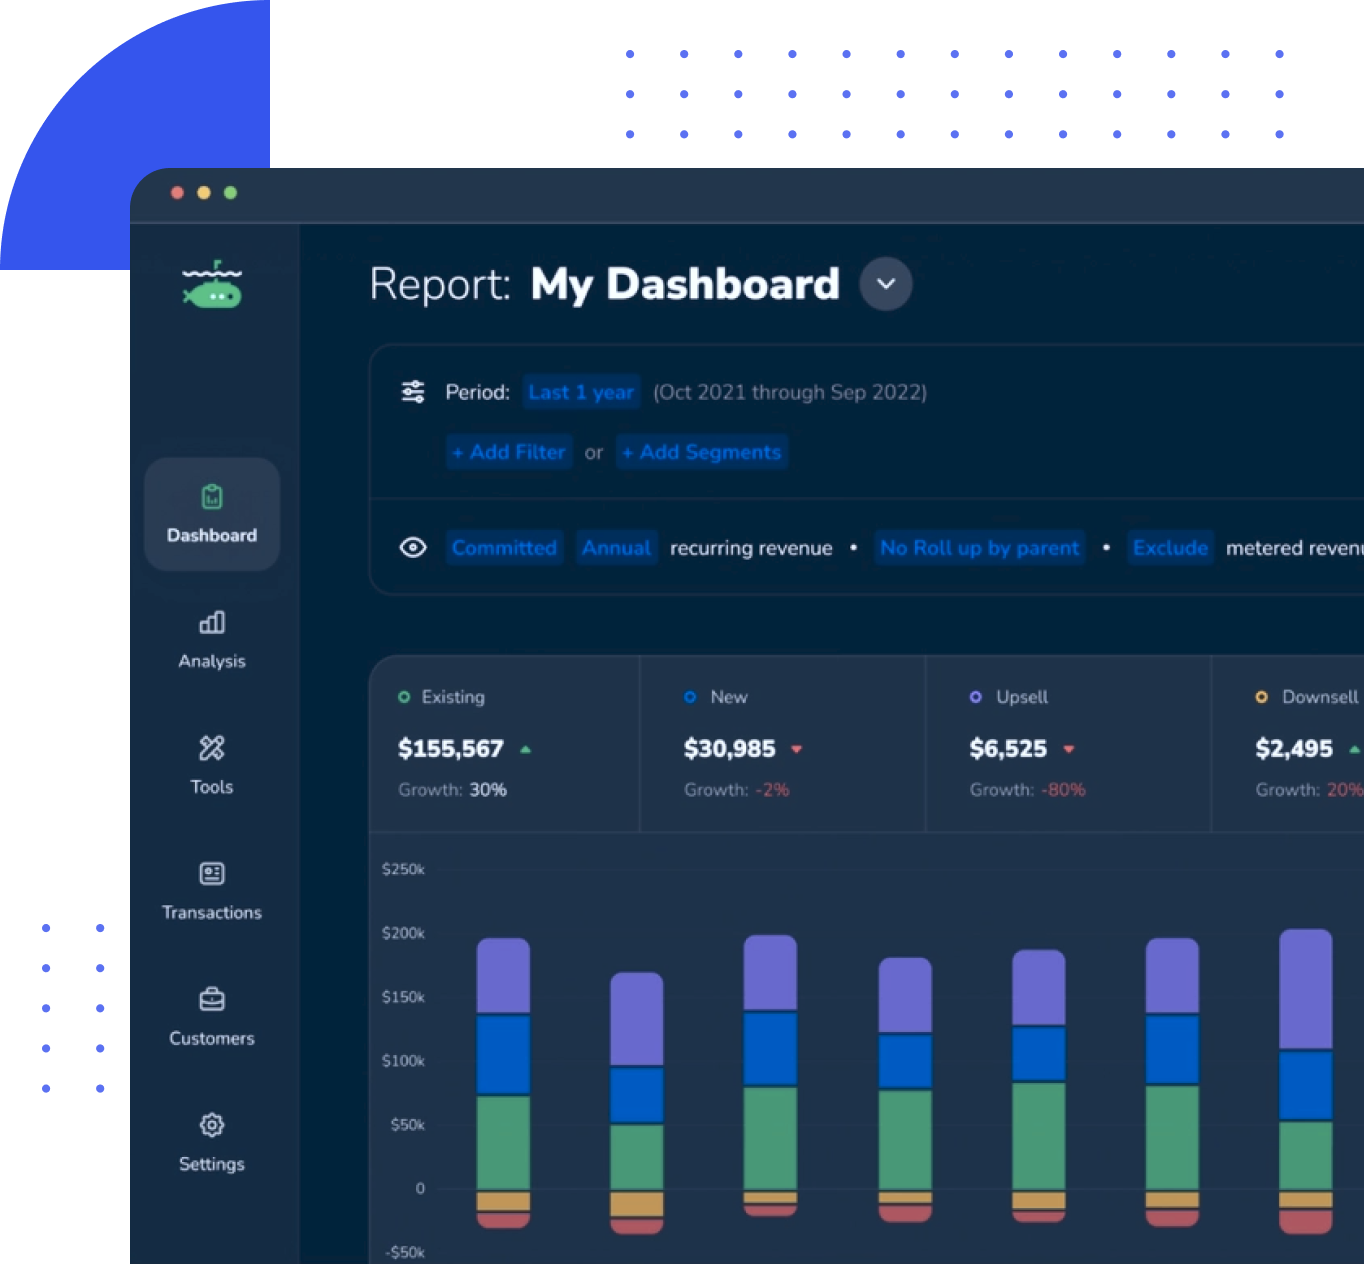 Report: My Dashboard
Period: Last 1 year (Oct 2021 through Sep 2022)
+ Add Filter or + Add Segments
Committed Annual recurring revenue • No Roll up by parent • Exclude metered revenu
Dashboard
Analysis
Tools
Transactions
Customers
Settings
Existing
$155,567
Growth: 30%
New
$30,985
Growth: -2%
Upsell
$6,525
Growth: -80%
Downsell
$2,495
Growth: 20%
$250k
$200k
$150k
$100k
$50k
0
-$50k